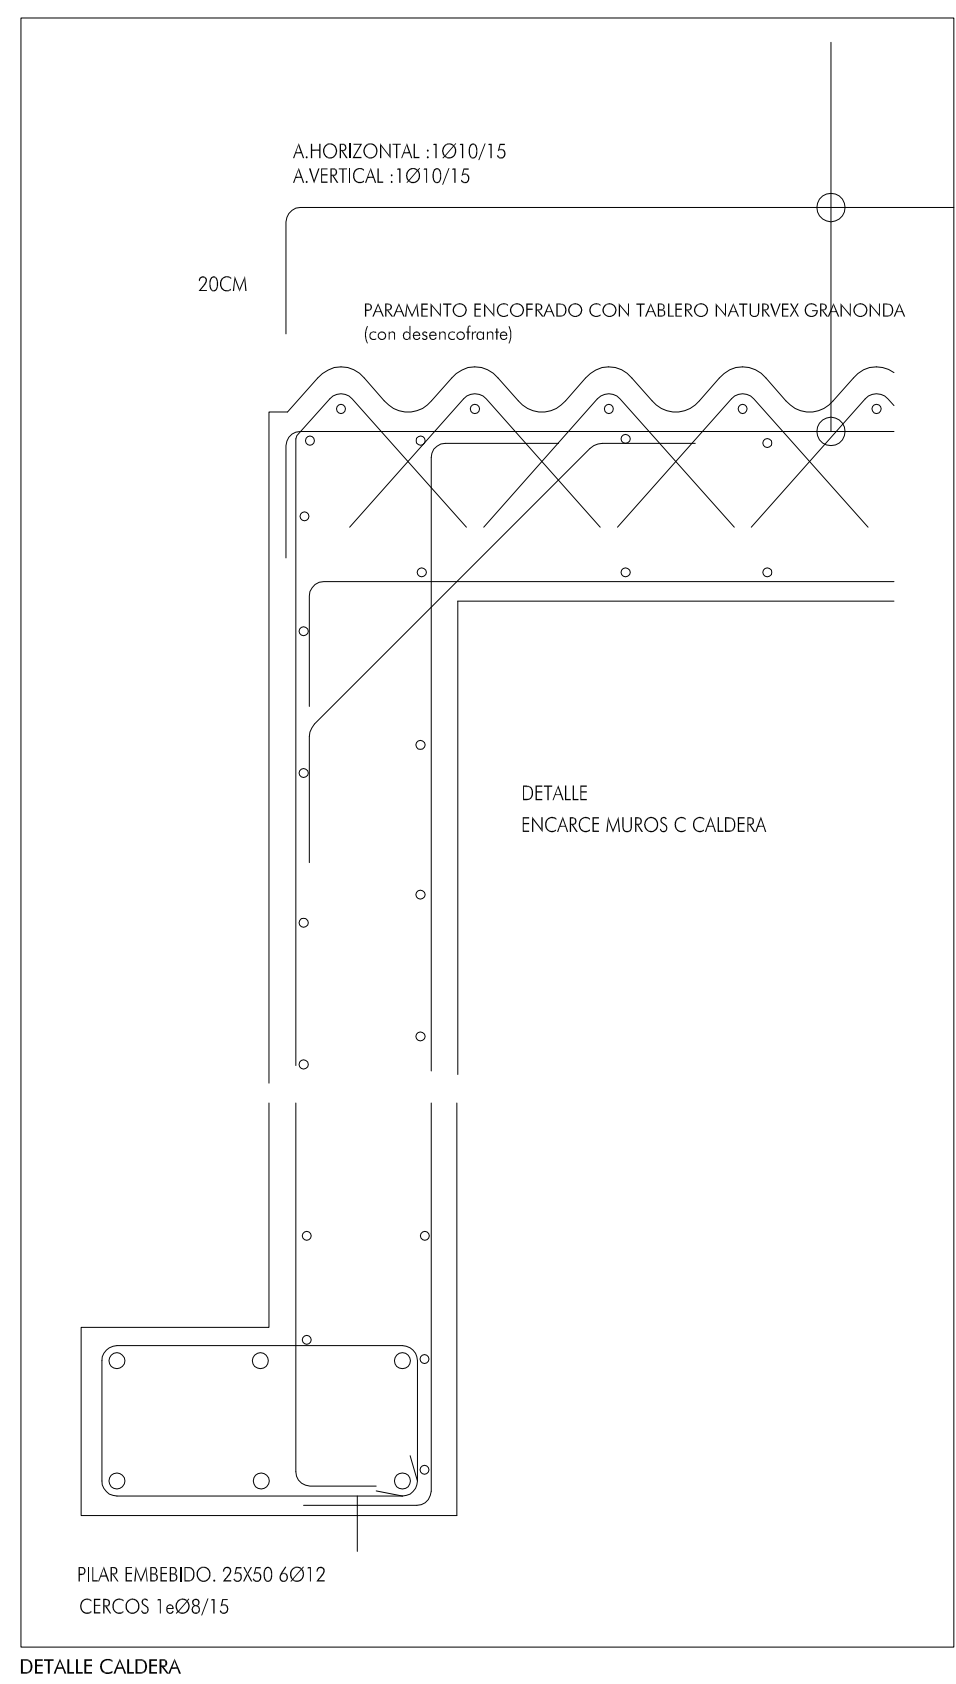 A.HORIZONTAL :1Ø10/15
A.VERTICAL :1Ø10/15
20CM
PARAMENTO ENCOFRADO CON TABLERO NATURVEX GRANONDA
(con desencofrante)
DETALLE
ENCARCE MUROS C CALDERA
PILAR EMBEBIDO. 25X50 6Ø12
CERCOS 1eØ8/15
DETALLE CALDERA